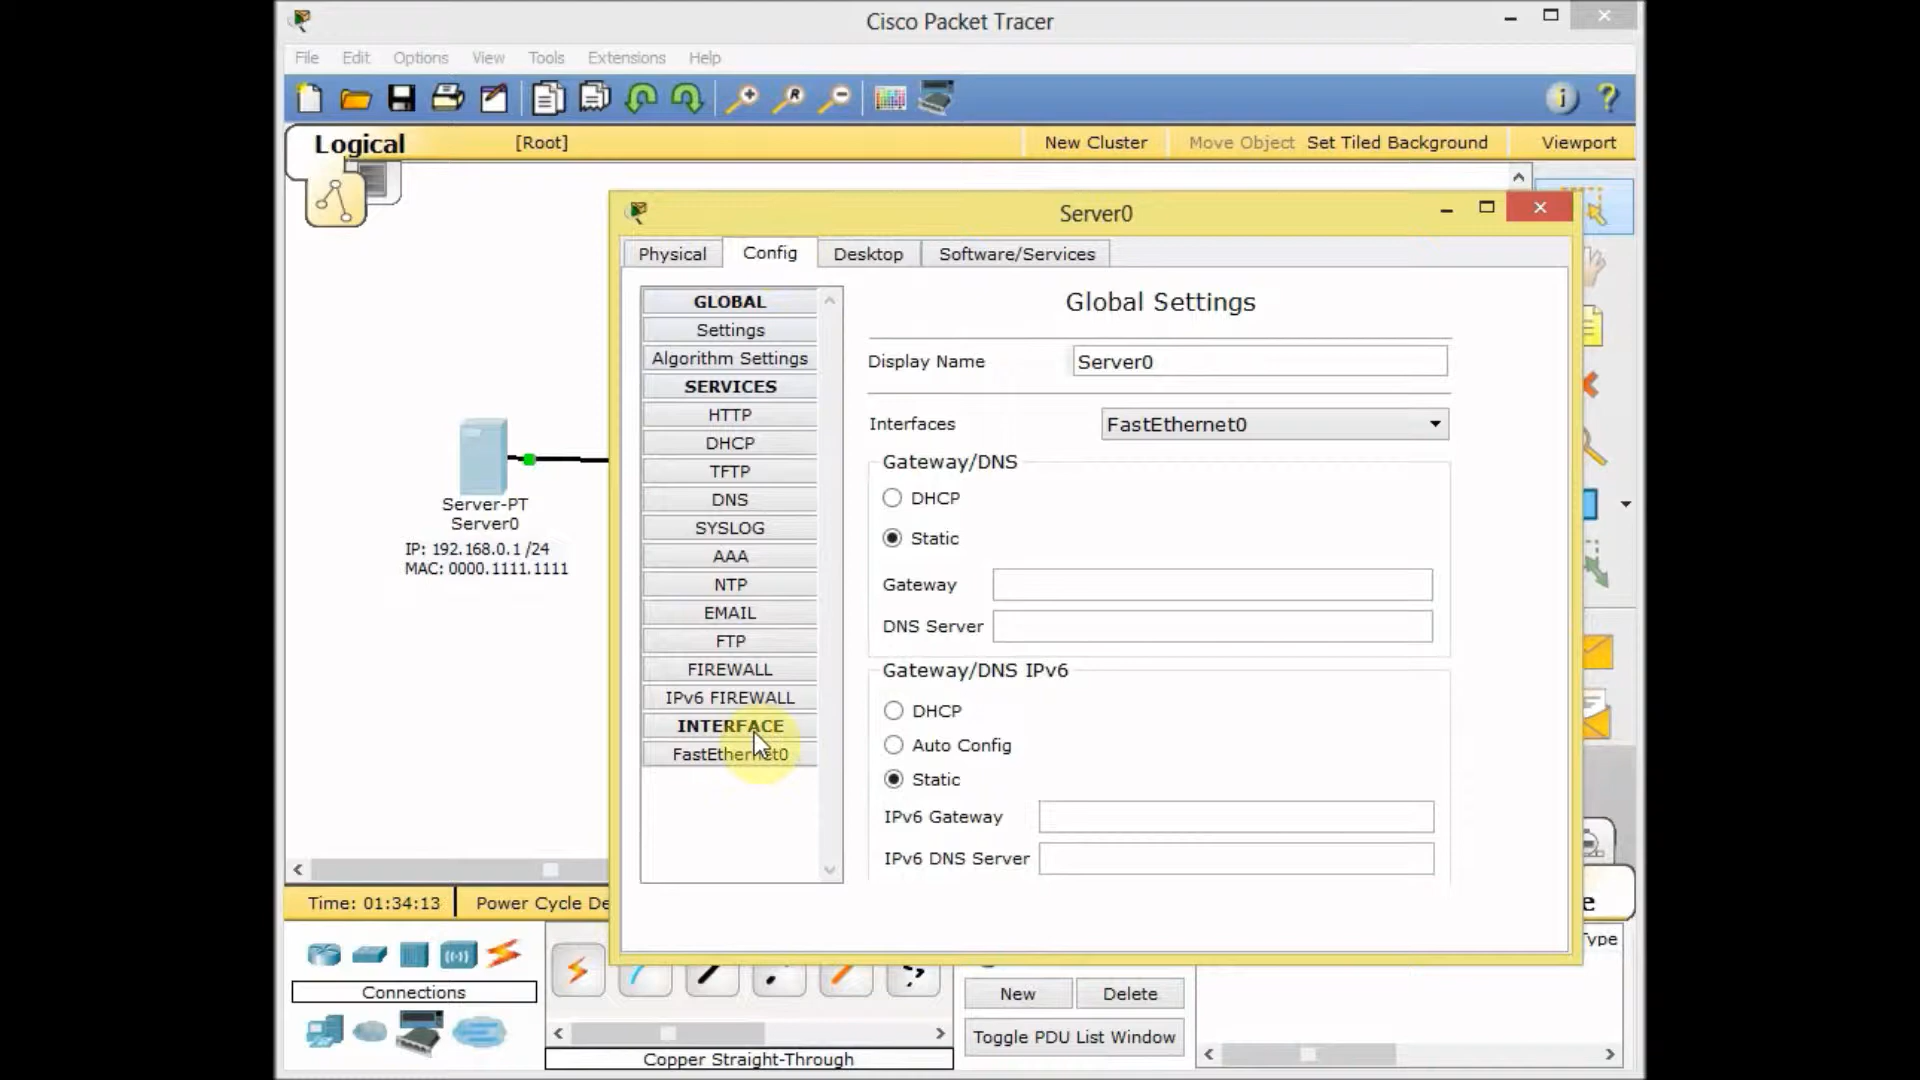 Cisco Packet Tracer
File Edit Options View Tools Extensions Help
Logical [Root] New Cluster Move Object Set Tiled Background Viewport
Server0
Physical Config Desktop Software/Services
GLOBAL
Settings
Algorithm Settings
SERVICES
HTTP
DHCP
TFTP
DNS
SYSLOG
AAA
NTP
EMAIL
FTP
FIREWALL
IPv6 FIREWALL
INTERFACE
FastEthernet0
Global Settings
Display Name Server0
Interfaces FastEthernet0
Gateway/DNS
DHCP
Static
Gateway
DNS Server
Gateway/DNS IPv6
DHCP
Auto Config
Static
IPv6 Gateway
IPv6 DNS Server
Server-PT
Server0
IP: 192.168.0.1 /24
MAC: 0000.1111.1111
Time: 01:34:13 Power Cycle De
Connections
Copper Straight-Through
New Delete
Toggle PDU List Window